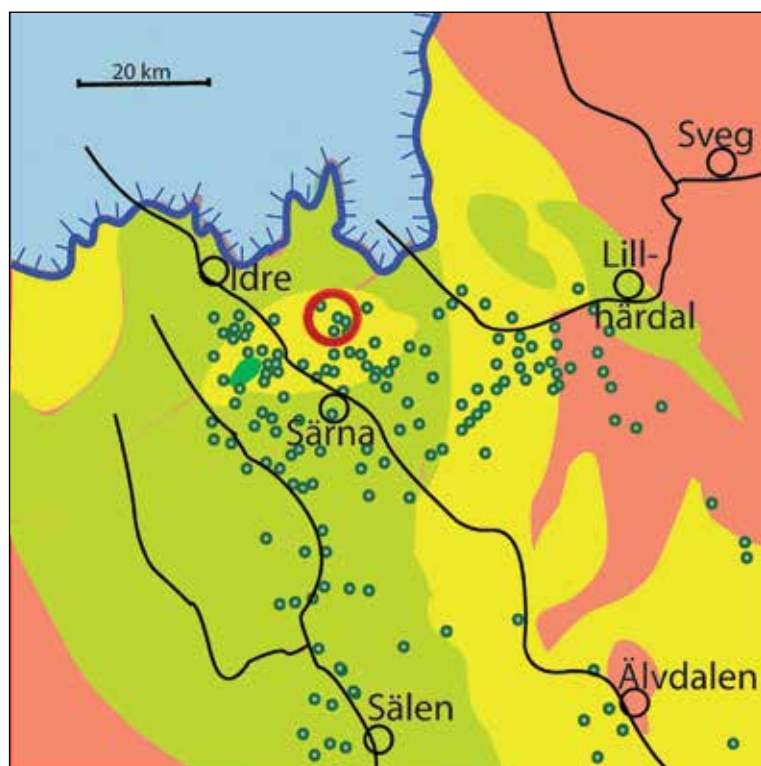 20 km
Sveg
Idre
Lill-
härdal
Särna
Älvdalen
Sälen